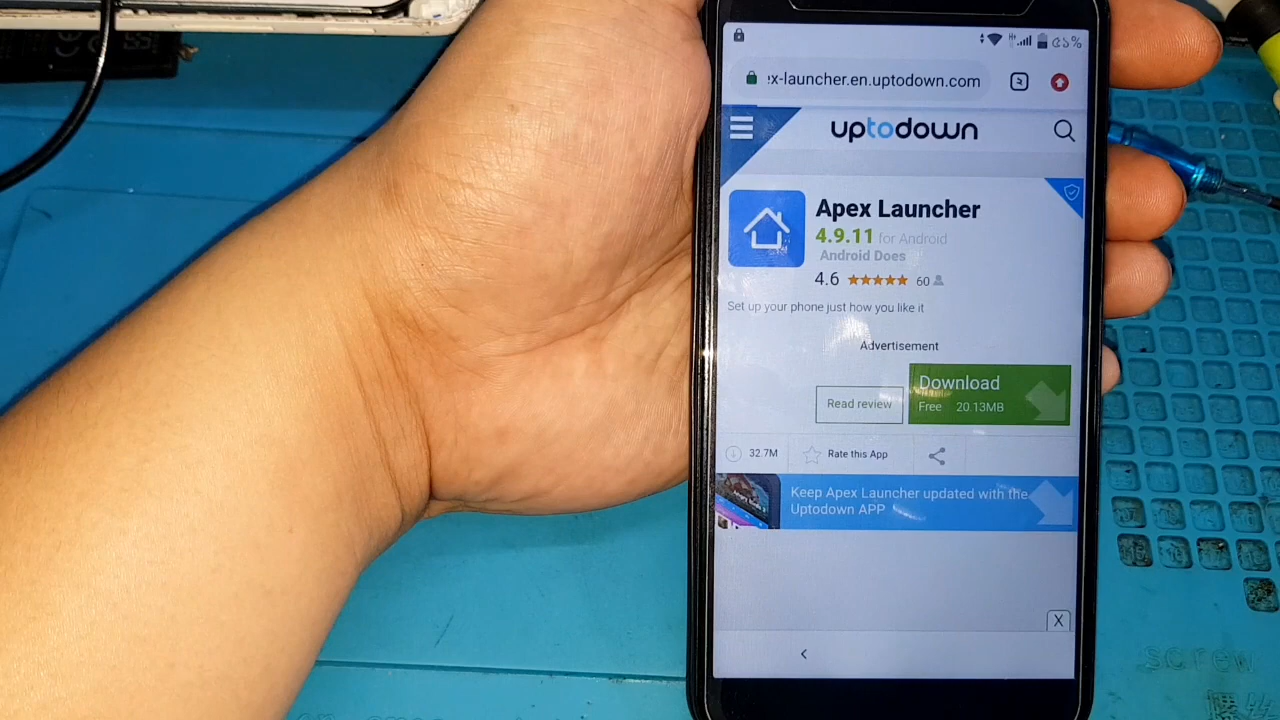 ৫১%
x-launcher.en.uptodown.com
uptodown
Apex Launcher
4.9.11 for Android
Android Does
4.6 60
Set up your phone just how you like it
Advertisement
Download
Read review
Free 20.13MB
32.7M Rate this App
Keep Apex Launcher updated with the
Uptodown APP
X
screw